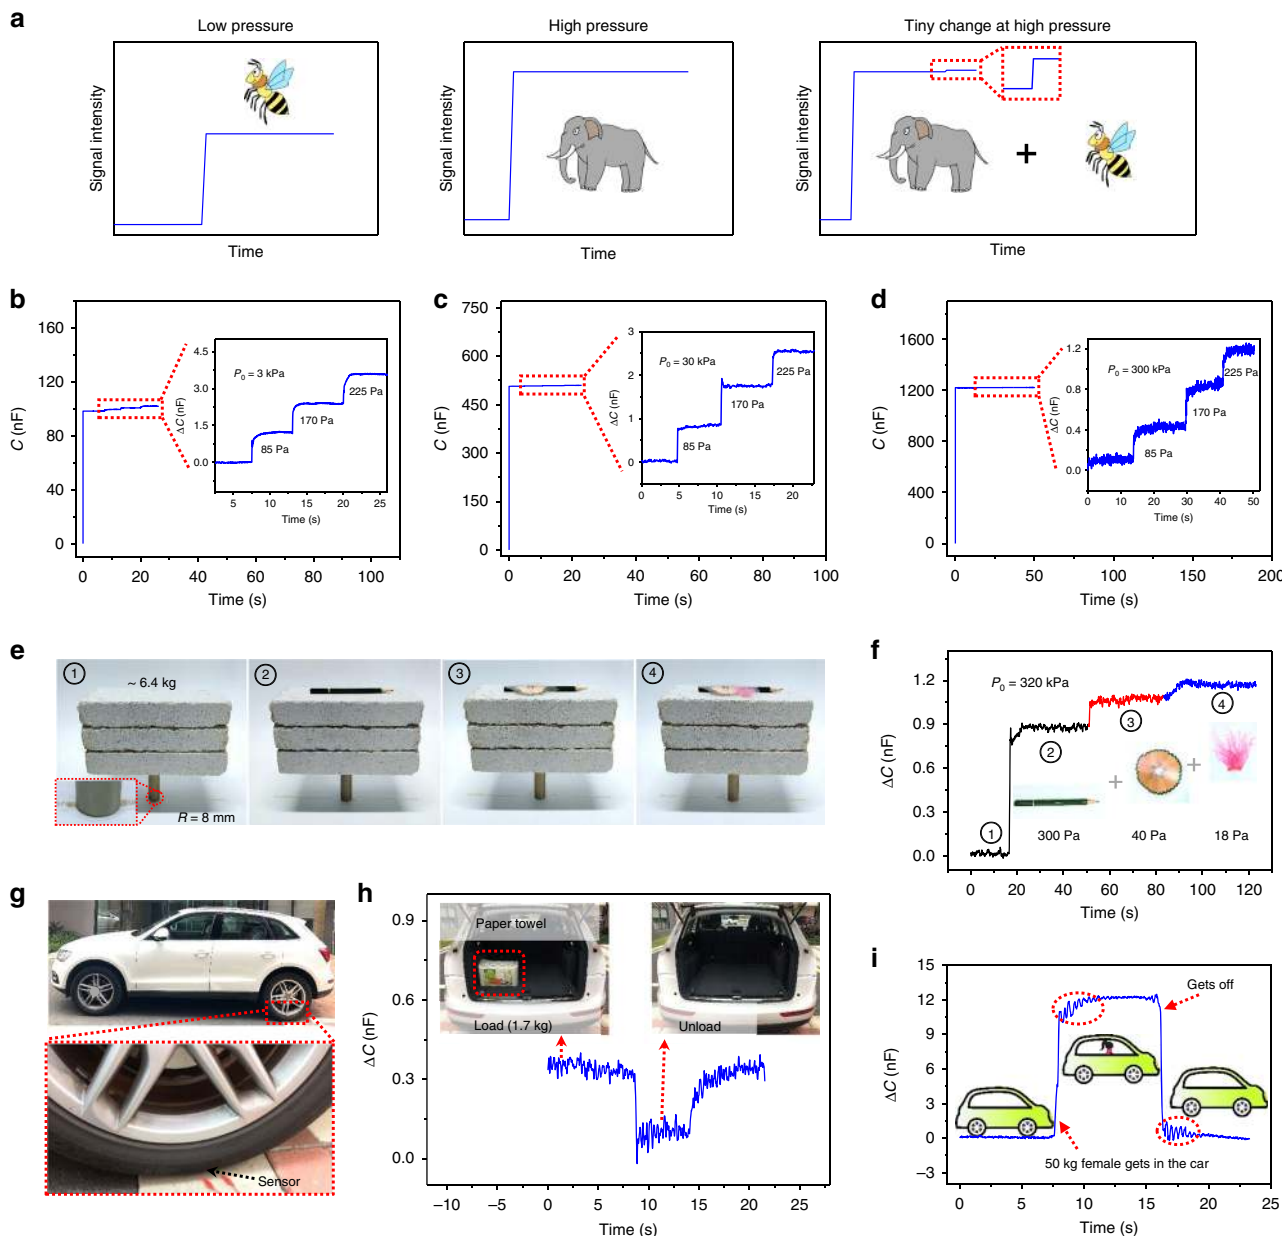 a
Low pressure
High pressure
Tiny change at high pressure
Signal intensity
Signal intensity
Signal intensity
+
Time
Time
Time
b
C (nF)
160
120
80
40
0
0 20 40 60 80 100
Time (s)
ΔC (nF)
4.5
3.0
1.5
0.0
P0 = 3 kPa
85 Pa
170 Pa
225 Pa
5 10 15 20 25
Time (s)
c
C (nF)
750
600
450
300
150
0
0 20 40 60 80 100
Time (s)
ΔC (nF)
3
2
1
0
P0 = 30 kPa
85 Pa
170 Pa
225 Pa
0 5 10 15 20
Time (s)
d
C (nF)
1600
1200
800
400
0
0 50 100 150 200
Time (s)
ΔC (nF)
1.2
0.8
0.4
0.0
P0 = 300 kPa
85 Pa
170 Pa
225 Pa
0 10 20 30 40 50
Time (s)
e
1
~ 6.4 kg
R = 8 mm
2
3
4
f
ΔC (nF)
1.2
0.9
0.6
0.3
0.0
P0 = 320 kPa
1
2
3
4
+
+
300 Pa
40 Pa
18 Pa
0 20 40 60 80 100 120
Time (s)
g
Sensor
h
ΔC (nF)
0.9
0.6
0.3
0.0
Paper towel
Load (1.7 kg)
Unload
−10 −5 0 5 10 15 20 25
Time (s)
i
ΔC (nF)
15
12
9
6
3
0
−3
Gets off
50 kg female gets in the car
0 5 10 15 20 25
Time (s)